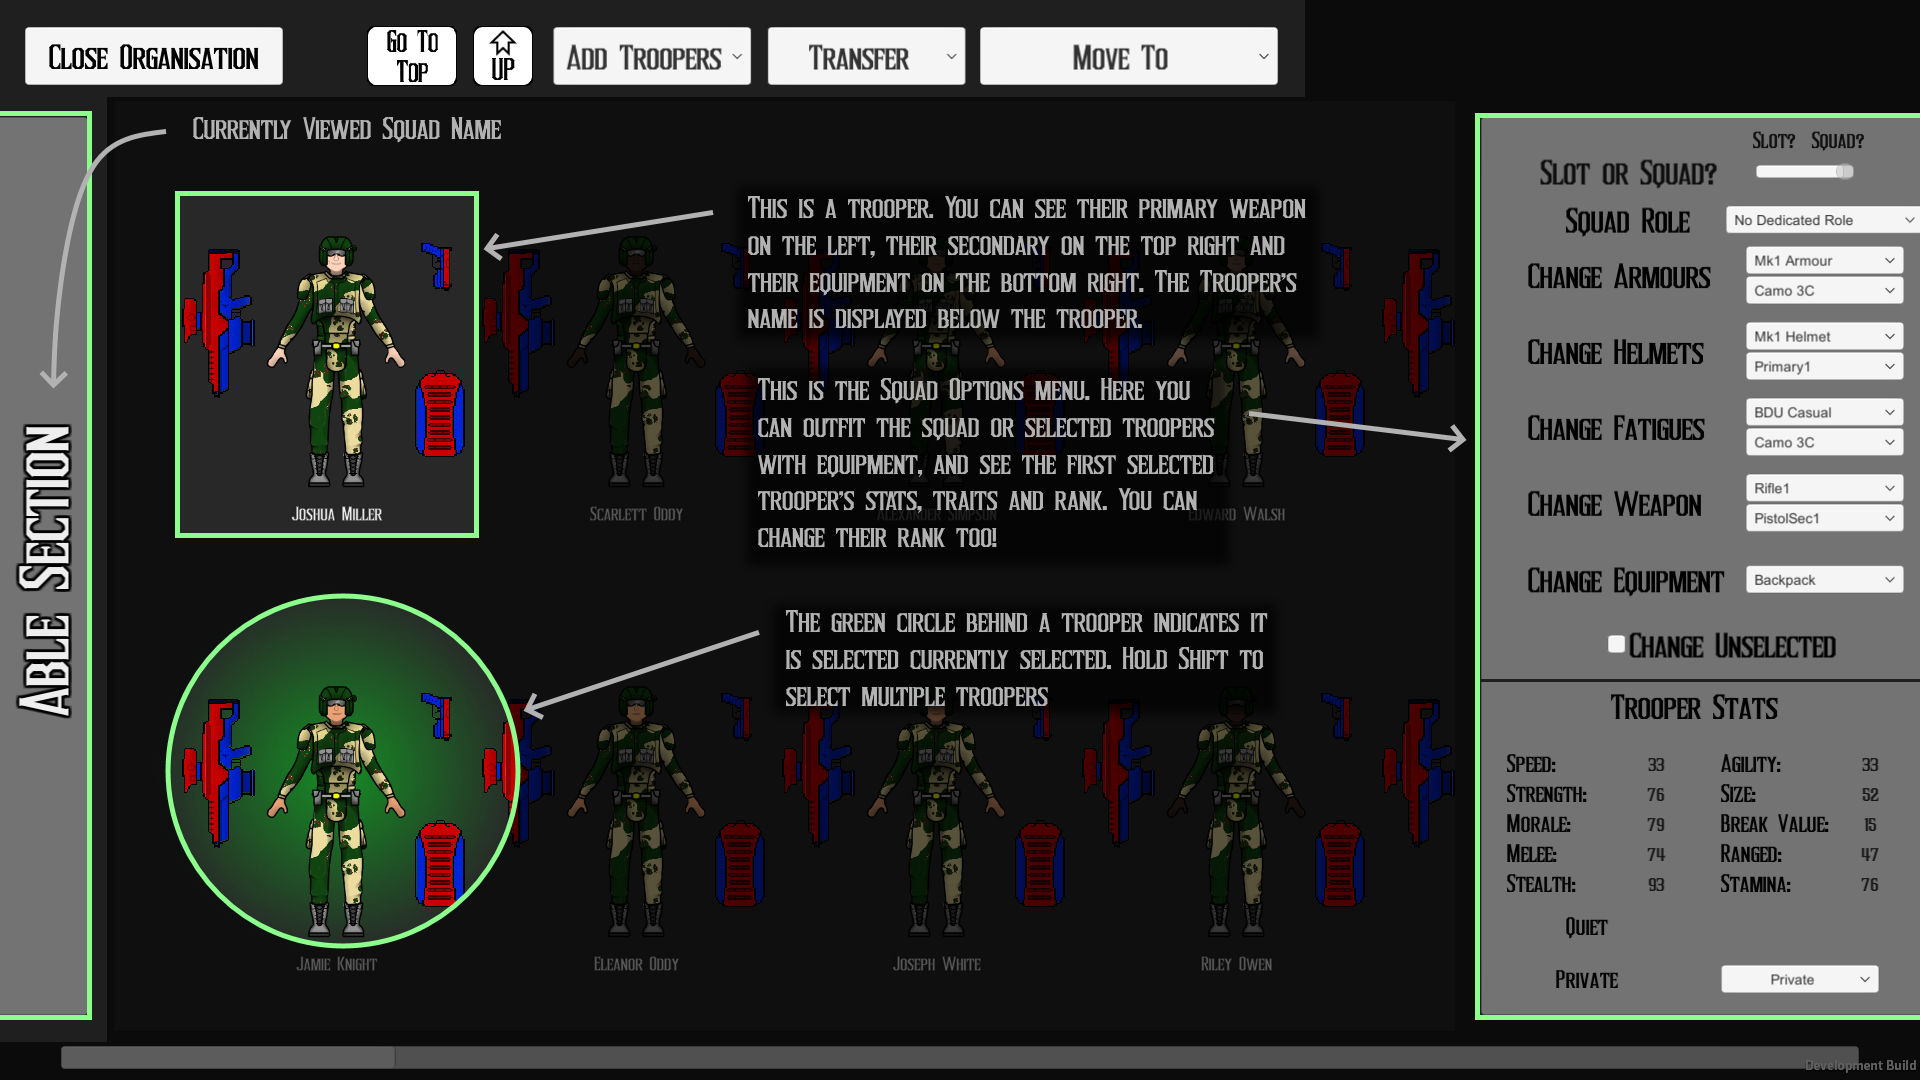 Close Organisation
Go To
Top
UP
Add Troopers
Transfer
Move To
Currently Viewed Squad Name
Able Section
This is a trooper. You can see their primary weapon
on the left, their secondary on the top right and
their equipment on the bottom right. The Trooper's
name is displayed below the trooper.
This is the Squad Options menu. Here you
can outfit the squad or selected troopers
with equipment, and see the first selected
trooper's stats, traits and rank. You can
change their rank too!
Joshua Miller
Scarlett Oddy
Alexander Simpson
Edward Walsh
The green circle behind a trooper indicates it
is selected currently selected. Hold Shift to
select multiple troopers
Jamie Knight
Eleanor Oddy
Joseph White
Riley Owen
Slot? Squad?
Slot or Squad?
Squad Role
No Dedicated Role
Change Armours
Mk1 Armour
Camo 3C
Change Helmets
Mk1 Helmet
Primary1
Change Fatigues
BDU Casual
Camo 3C
Change Weapon
Rifle1
PistolSec1
Change Equipment
Backpack
Change Unselected
Trooper Stats
Speed: 33 Agility: 33
Strength: 76 Size: 52
Morale: 79 Break Value: 15
Melee: 74 Ranged: 47
Stealth: 93 Stamina: 76
Quiet
Private
Private
Development Build